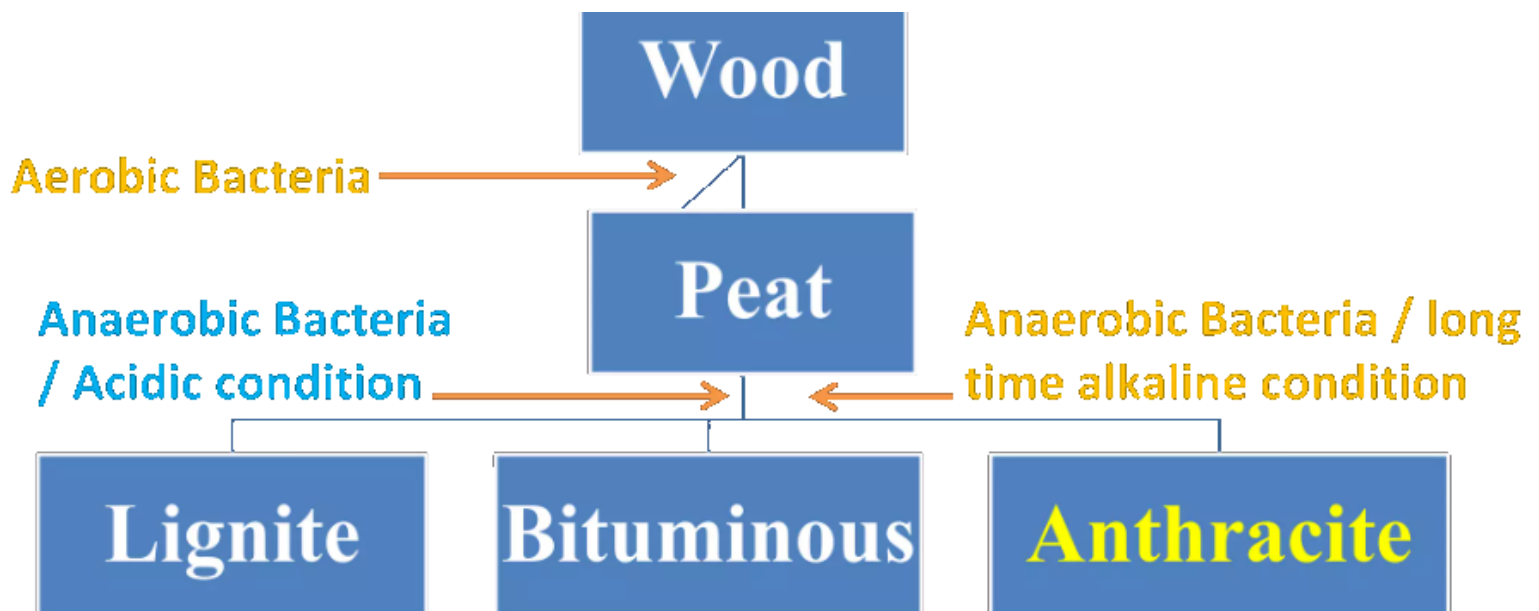 Wood
Aerobic Bacteria
Peat
Anaerobic Bacteria
/ Acidic condition
Anaerobic Bacteria / long
time alkaline condition
Lignite
Bituminous
Anthracite